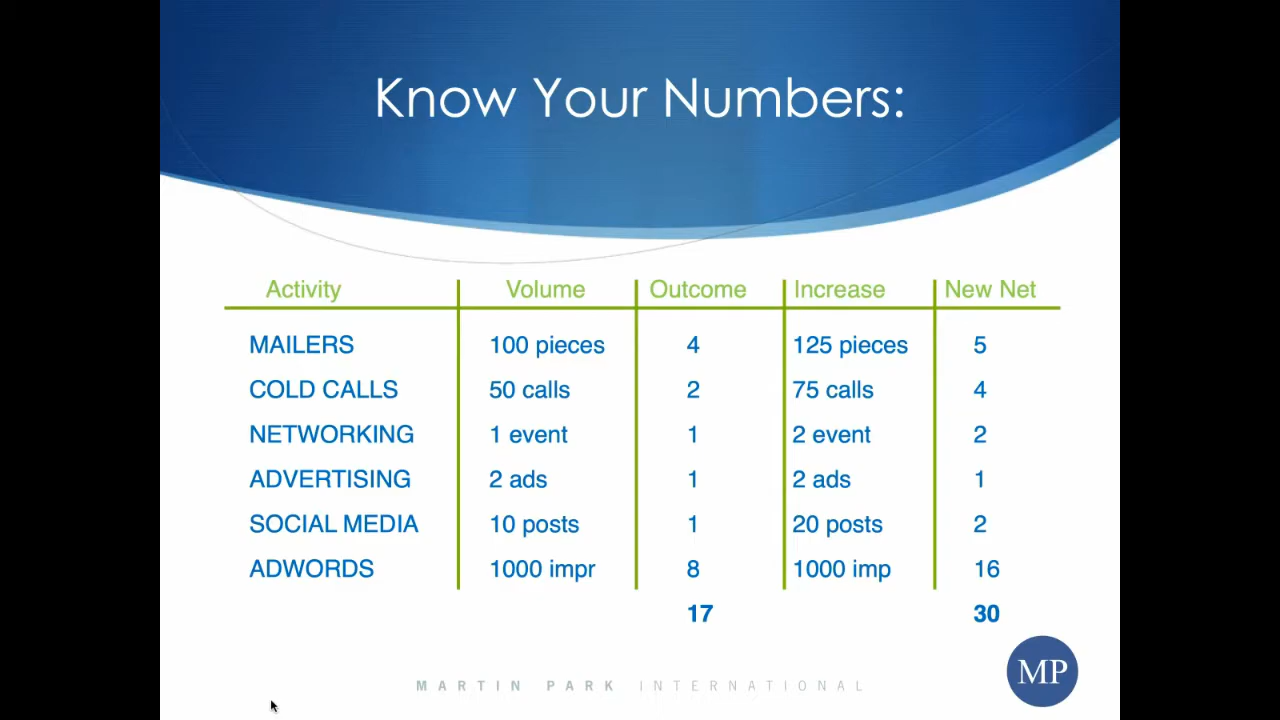 Know Your Numbers:
Activity Volume Outcome Increase New Net
MAILERS 100 pieces 4 125 pieces 5
COLD CALLS 50 calls 2 75 calls 4
NETWORKING 1 event 1 2 event 2
ADVERTISING 2 ads 1 2 ads 1
SOCIAL MEDIA 10 posts 1 20 posts 2
ADWORDS 1000 impr 8 1000 imp 16
17 30
MARTIN PARK INTERNATIONAL
MP